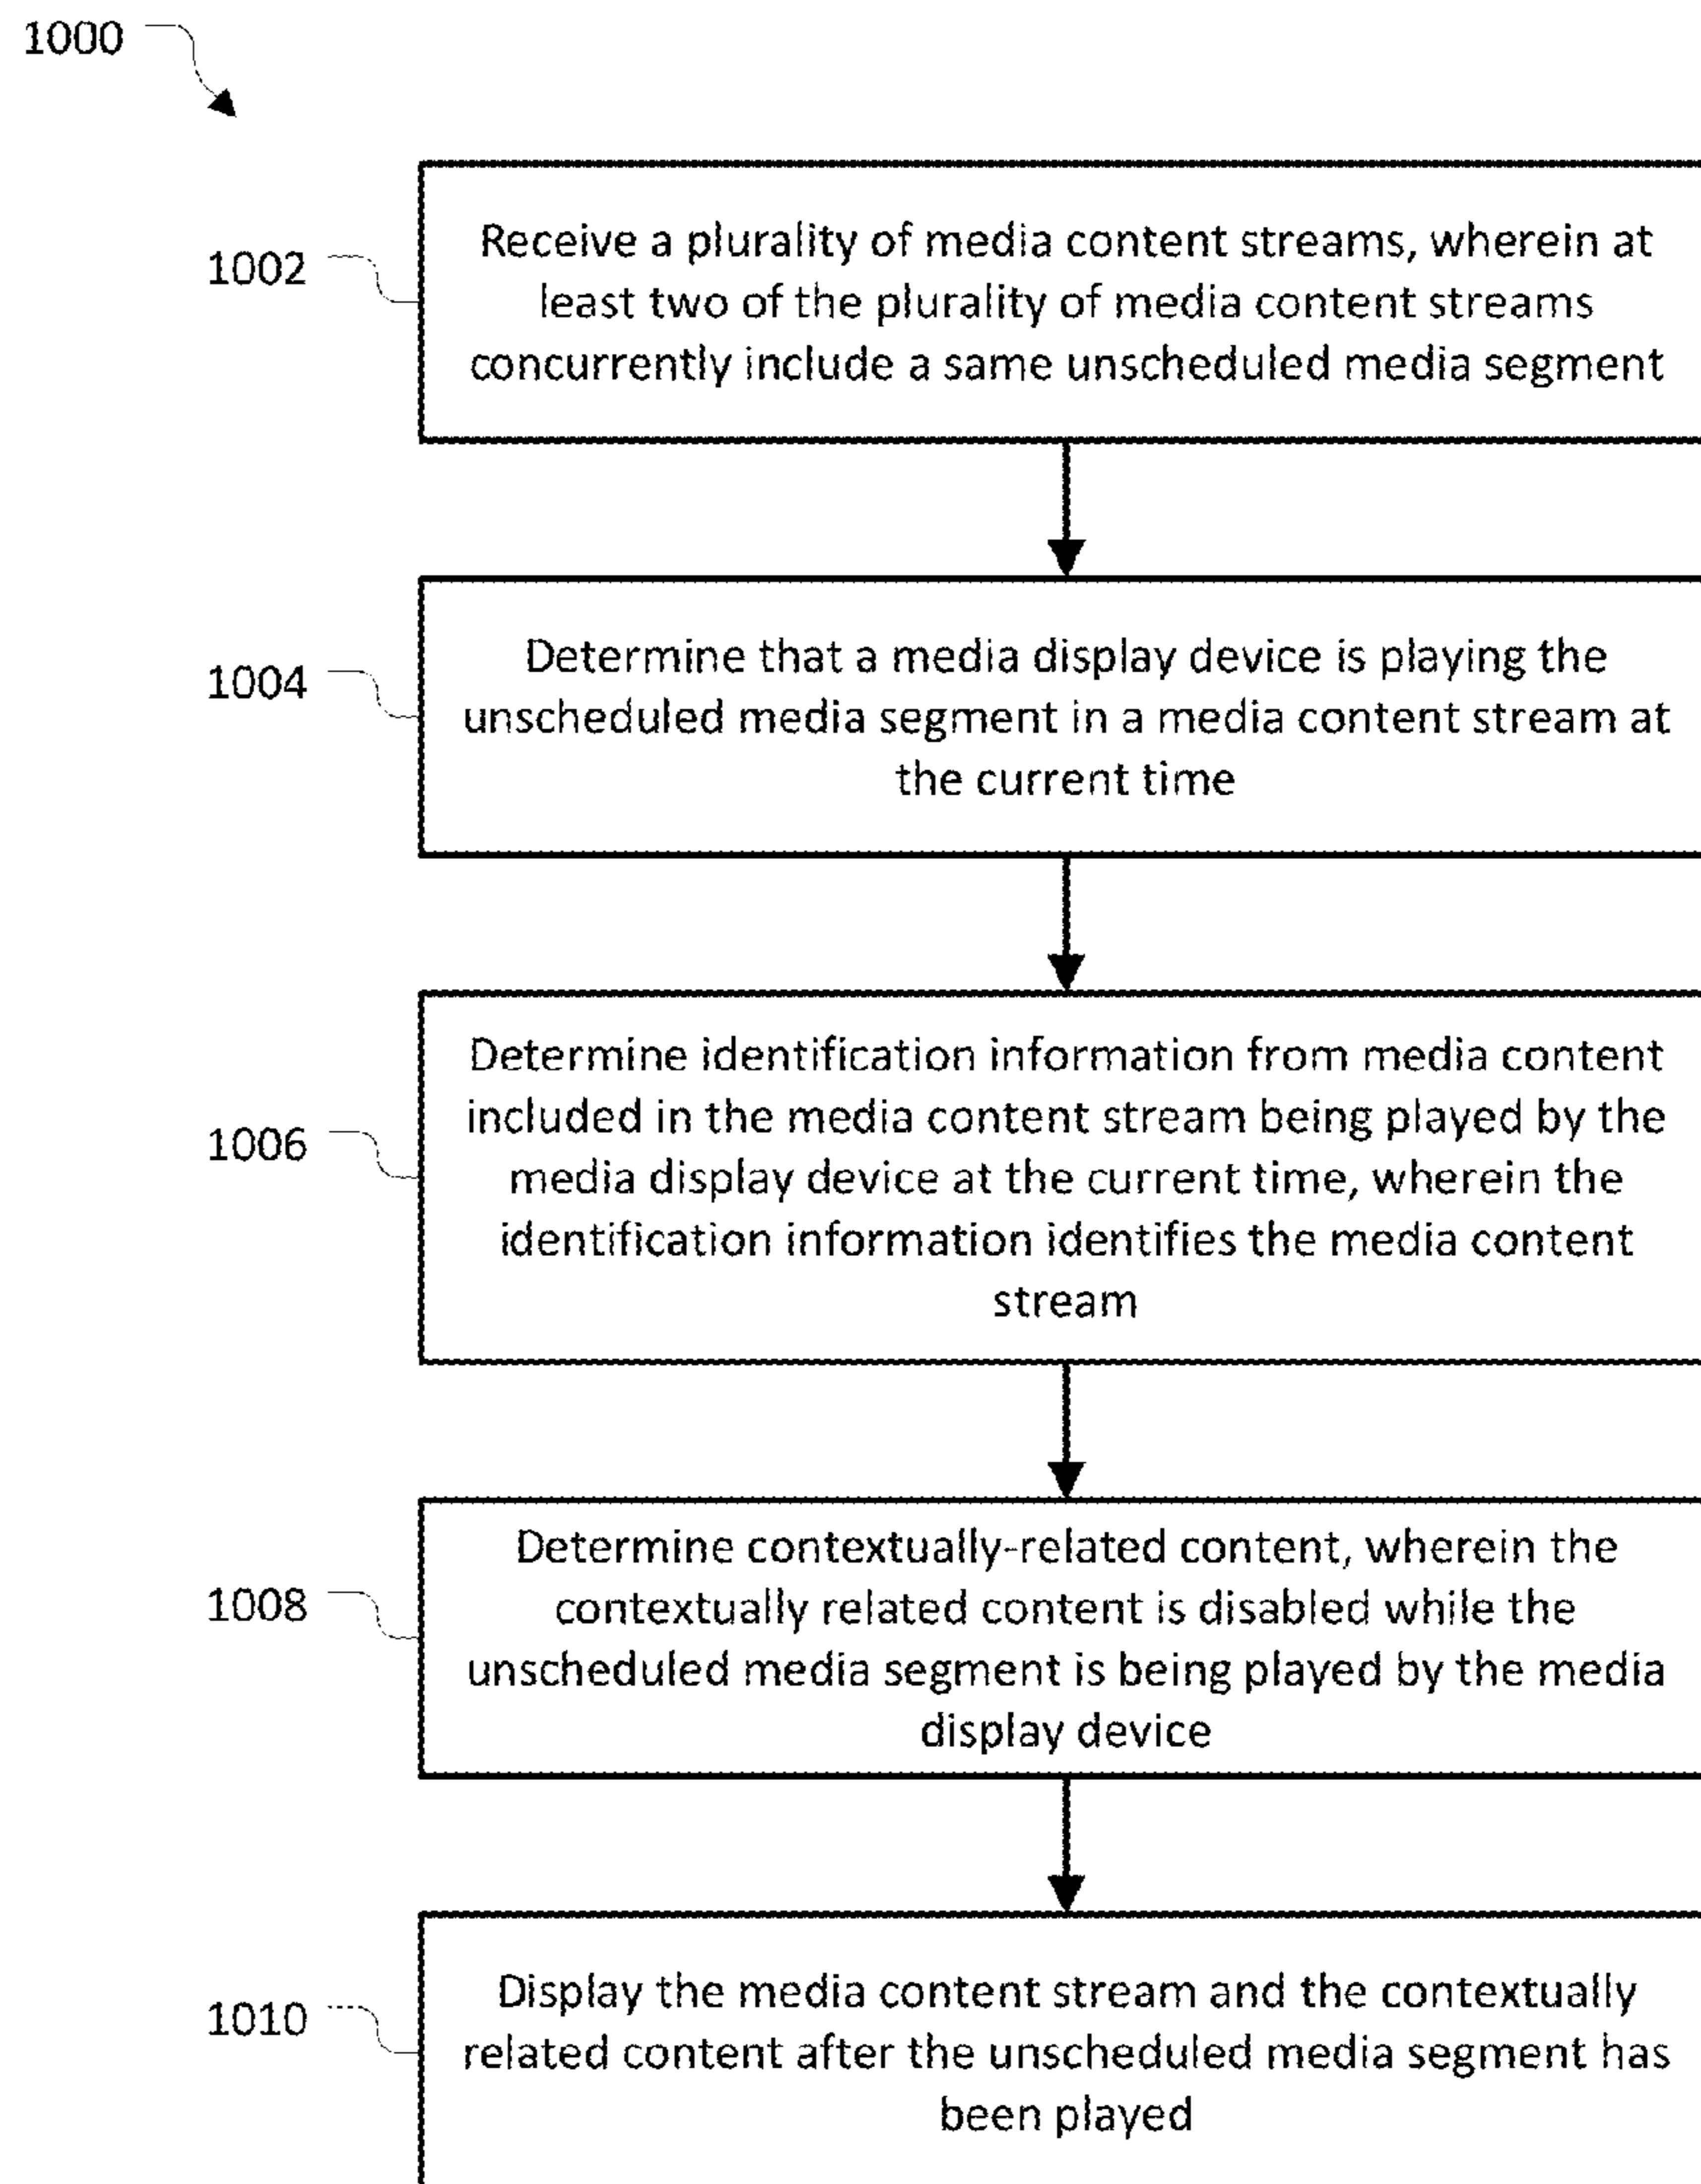 1000
1002
Receive a plurality of media content streams, wherein at
least two of the plurality of media content streams
concurrently include a same unscheduled media segment
1004
Determine that a media display device is playing the
unscheduled media segment in a media content stream at
the current time
1006
Determine identification information from media content
included in the media content stream being played by the
media display device at the current time, wherein the
identification information identifies the media content
stream
1008
Determine contextually-related content, wherein the
contextually related content is disabled while the
unscheduled media segment is being played by the media
display device
1010
Display the media content stream and the contextually
related content after the unscheduled media segment has
been played